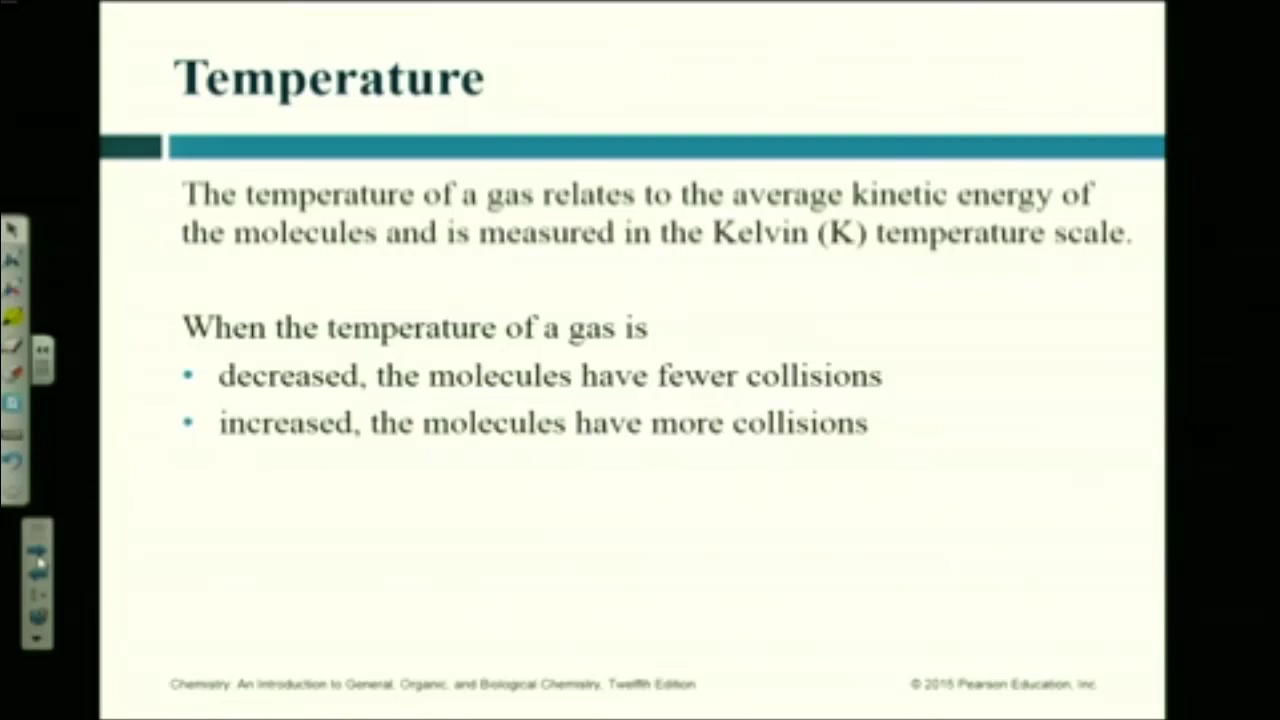 Temperature
The temperature of a gas relates to the average kinetic energy of
the molecules and is measured in the Kelvin (K) temperature scale.
When the temperature of a gas is
• decreased, the molecules have fewer collisions
• increased, the molecules have more collisions
Chemistry: An Introduction to General, Organic, and Biological Chemistry, Twelfth Edition
© 2015 Pearson Education, Inc.